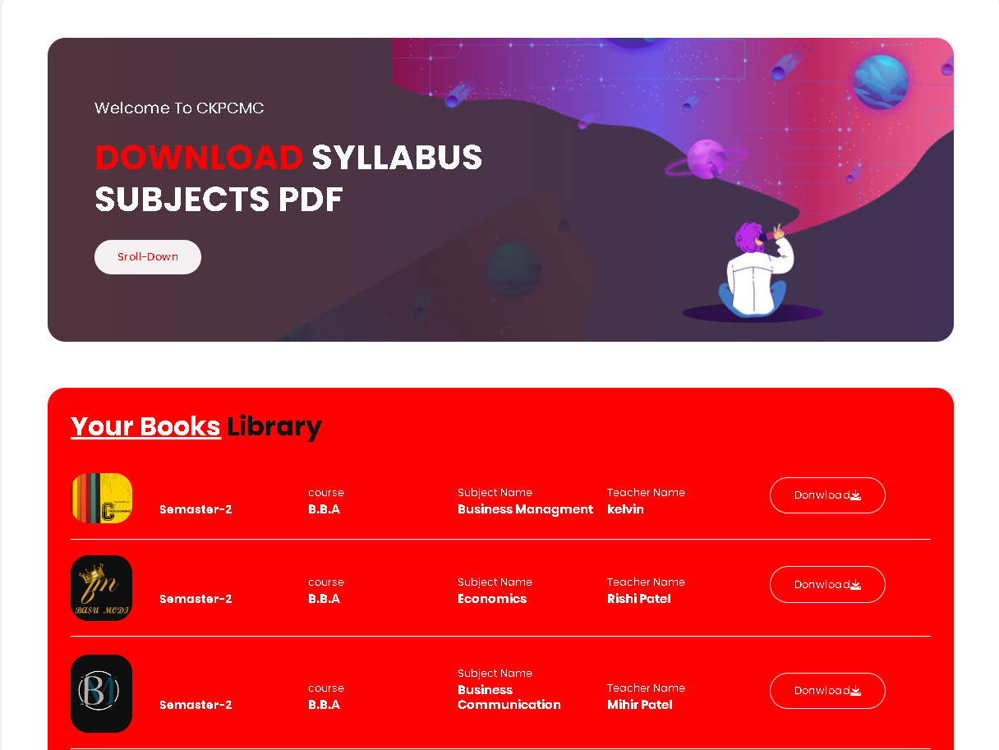 Welcome To CKPCMC
DOWNLOAD SYLLABUS
SUBJECTS PDF
Sroll-Down
Your Books Library
C
PROGRAMMING
Semaster-2
course
B.B.A
Subject Name
Business Managment
Teacher Name
kelvin
Donwload
BASU MODI
Semaster-2
course
B.B.A
Subject Name
Economics
Teacher Name
Rishi Patel
Donwload
Semaster-2
course
B.B.A
Subject Name
Business
Communication
Teacher Name
Mihir Patel
Donwload